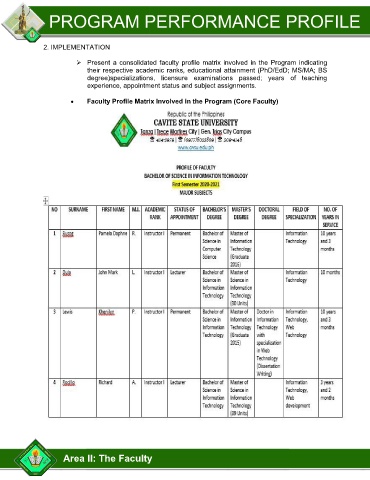 PROGRAM PERFORMANCE PROFILE
2. IMPLEMENTATION
➢ Present a consolidated faculty profile matrix involved in the Program indicating
their respective academic ranks, educational attainment (PhD/EdD; MS/MA; BS
degree)specializations, licensure examinations passed; years of teaching
experience, appointment status and subject assignments.
• Faculty Profile Matrix Involved in the Program (Core Faculty)
Republic of the Philippines
CAVITE STATE UNIVERSITY
Tanza | Trece Martires City | Gen. Trias City Campus
www.cvsu.edu.ph
PROFILE OF FACULTY
BACHELOR OF SCIENCE IN INFORMATION TECHNOLOGY
First Semester 2020-2021
MAJOR SUBJECTS
NO SURNAME FIRST NAME M.I. ACADEMIC RANK STATUS OF APPOINTMENT BACHELOR'S DEGREE MASTER'S DEGREE DOCTORAL DEGREE FIELD OF SPECIALIZATION NO. OF YEARS IN SERVICE
1 Pamela Daphne R. Instructor I Permanent Bachelor of Science in Computer Science Master of Information Technology (Graduate 2016) Information Technology 10 years and 3 months
2 John Mark L. Instructor I Lecturer Bachelor of Science in Information Technology Master of Science in Information Technology (30 Units) Information Technology 10 months
3 Lewis P. Instructor I Permanent Bachelor of Science in Information Technology Master of Information Technology (Graduate 2015) Doctor in Information Technology with specialization in Web Technology (Dissertation Writing) Information Technology, Web Technology 10 years and 3 months
4 Richard A. Instructor I Lecturer Bachelor of Science in Information Technology Master of Science in Information Technology (39 Units) Information Technology, Web development 3 years and 2 months
Area II: The Faculty